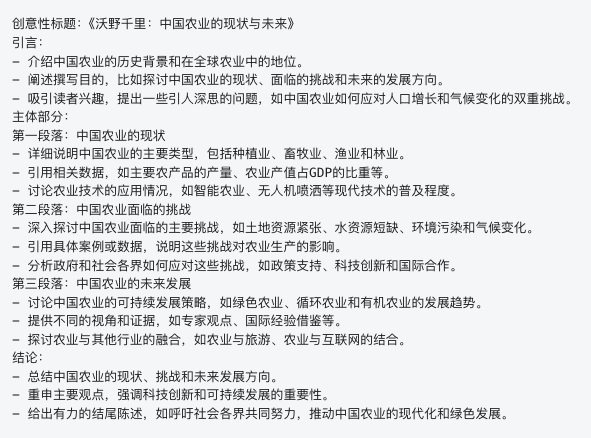 创意性标题：《沃野千里：中国农业的现状与未来》
引言：
- 介绍中国农业的历史背景和在全球农业中的地位。
- 阐述撰写目的，比如探讨中国农业的现状、面临的挑战和未来的发展方向。
- 吸引读者兴趣，提出一些引人深思的问题，如中国农业如何应对人口增长和气候变化的双重挑战。
主体部分：
第一段落：中国农业的现状
- 详细说明中国农业的主要类型，包括种植业、畜牧业、渔业和林业。
- 引用相关数据，如主要农产品的产量、农业产值占GDP的比重等。
- 讨论农业技术的应用情况，如智能农业、无人机喷洒等现代技术的普及程度。
第二段落：中国农业面临的挑战
- 深入探讨中国农业面临的主要挑战，如土地资源紧张、水资源短缺、环境污染和气候变化。
- 引用具体案例或数据，说明这些挑战对农业生产的影响。
- 分析政府和社会各界如何应对这些挑战，如政策支持、科技创新和国际合作。
第三段落：中国农业的未来发展
- 讨论中国农业的可持续发展策略，如绿色农业、循环农业和有机农业的发展趋势。
- 提供不同的视角和证据，如专家观点、国际经验借鉴等。
- 探讨农业与其他行业的融合，如农业与旅游、农业与互联网的结合。
结论：
- 总结中国农业的现状、挑战和未来发展方向。
- 重申主要观点，强调科技创新和可持续发展的重要性。
- 给出有力的结尾陈述，如呼吁社会各界共同努力，推动中国农业的现代化和绿色发展。